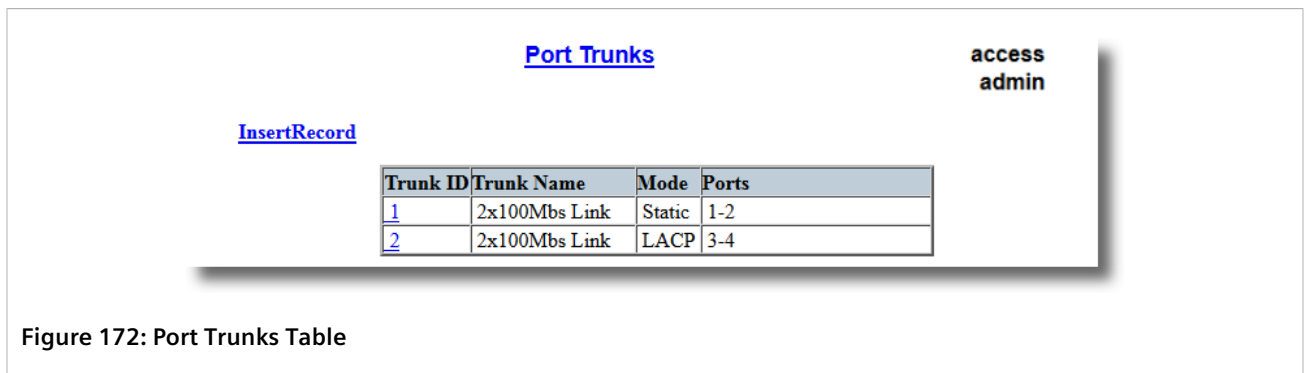 Port Trunks
access
admin
InsertRecord
Trunk ID Trunk Name Mode Ports
1 2x100Mbs Link Static 1-2
2 2x100Mbs Link LACP 3-4
Figure 172: Port Trunks Table